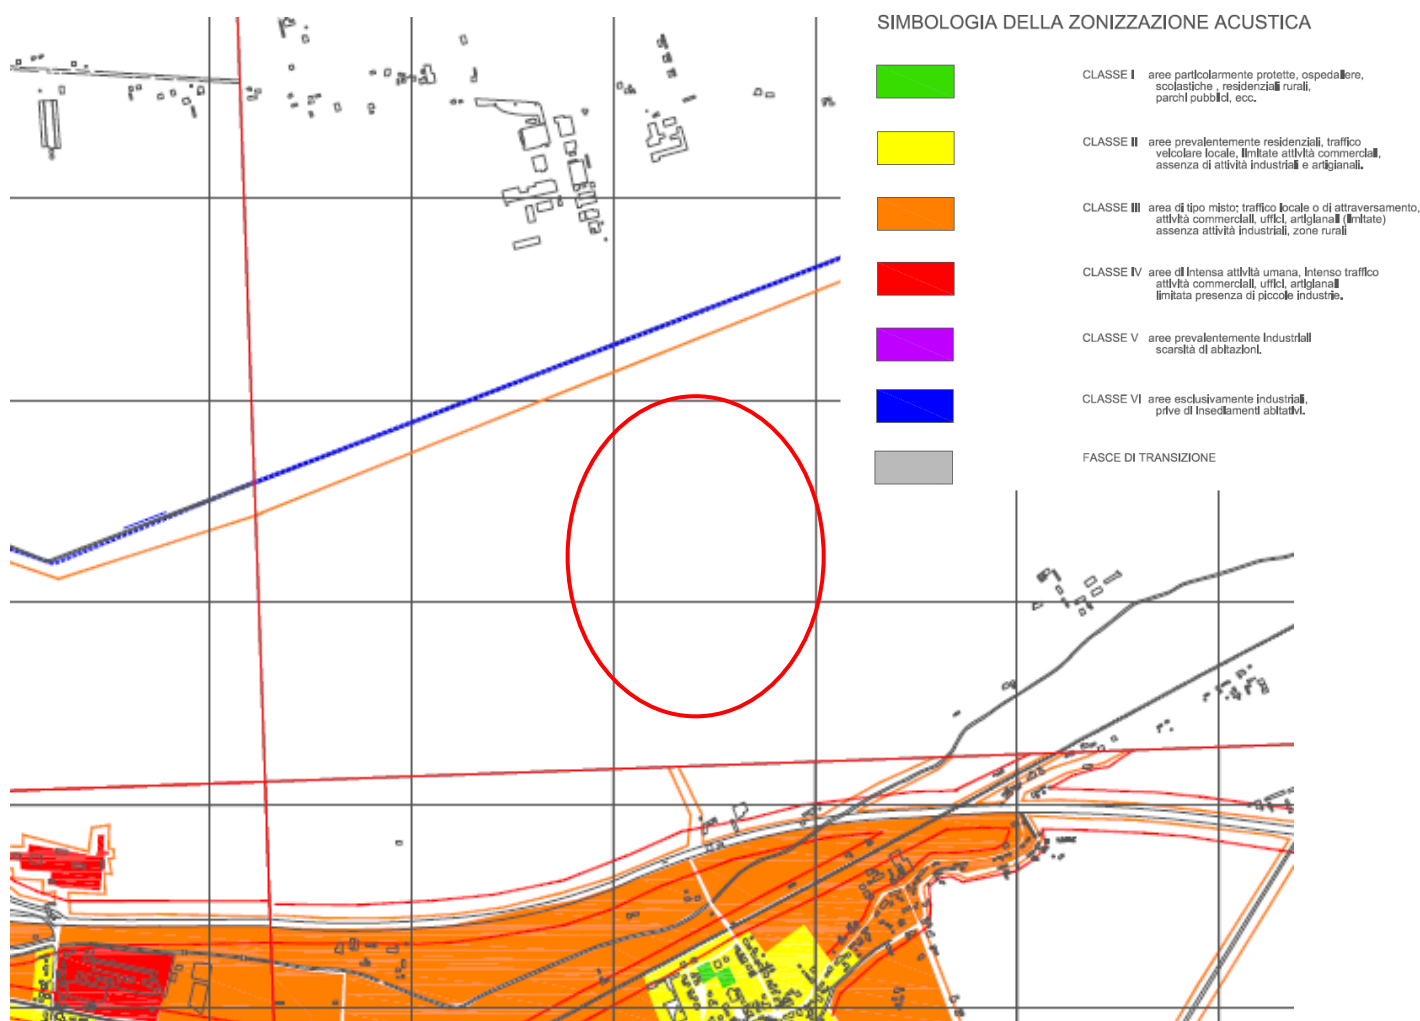 SIMBOLOGIA DELLA ZONIZZAZIONE ACUSTICA
CLASSE I aree particolarmente protette, ospedaliere,
scolastiche , residenziali rurali,
parchi pubblici, ecc.
CLASSE II aree prevalentemente residenziali, traffico
veicolare locale, limitate attività commerciali,
assenza di attività industriali e artigianali.
CLASSE III area di tipo misto; traffico locale o di attraversamento,
attività commerciali, uffici, artigianali (limitate)
assenza attività industriali, zone rurali
CLASSE IV aree di intensa attività umana, intenso traffico
attività commerciali, uffici, artigianali
limitata presenza di piccole industrie.
CLASSE V aree prevalentemente industriali
scarsità di abitazioni.
CLASSE VI aree esclusivamente industriali,
prive di insediamenti abitativi.
FASCE DI TRANSIZIONE